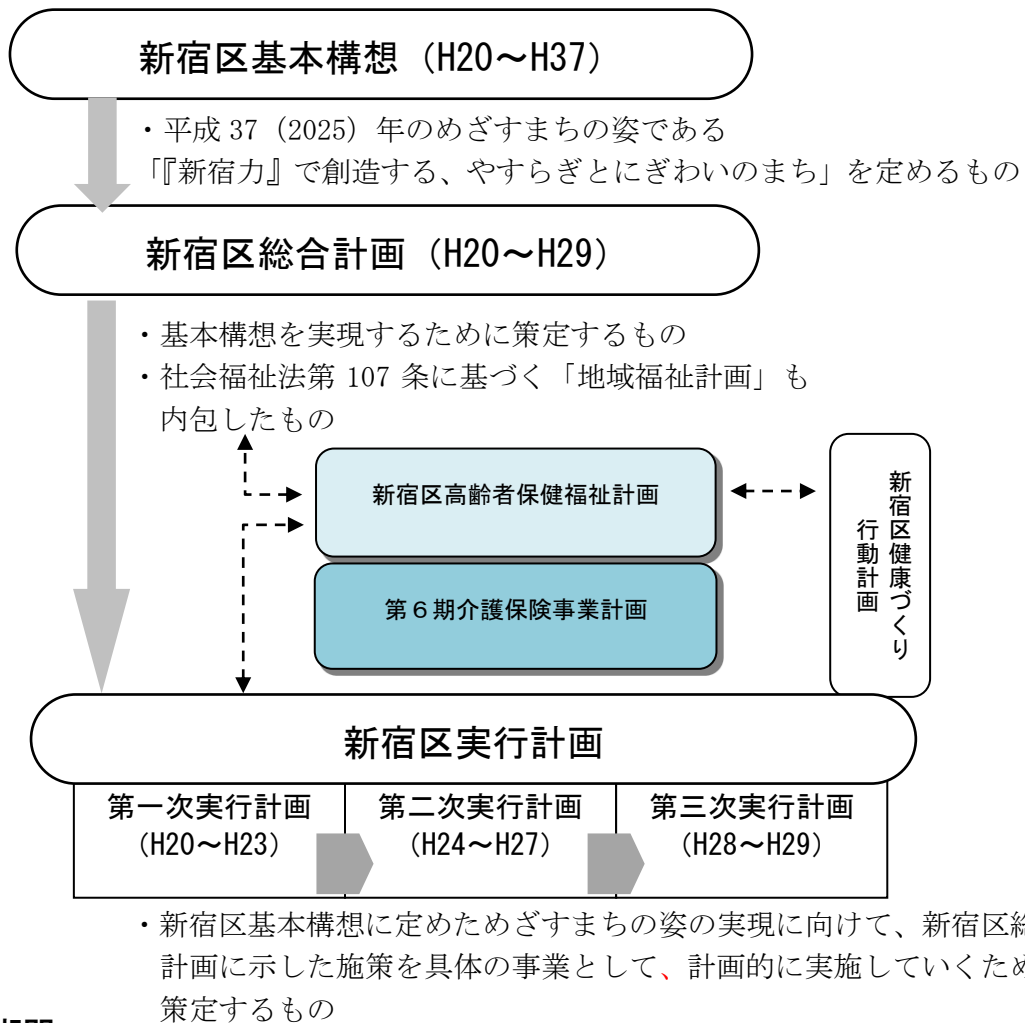 新宿区基本構想（H20～H37）
・平成 37（2025）年のめざすまちの姿である
「『新宿力』で創造する、やすらぎとにぎわいのまち」を定めるもの
新宿区総合計画（H20～H29）
・基本構想を実現するために策定するもの
・社会福祉法第 107 条に基づく「地域福祉計画」も
内包したもの
新宿区高齢者保健福祉計画
第６期介護保険事業計画
新宿区健康づくり
行動計画
新宿区実行計画
第一次実行計画
（H20～H23）
第二次実行計画
（H24～H27）
第三次実行計画
（H28～H29）
・新宿区基本構想に定めためざすまちの姿の実現に向けて、新宿区総
計画に示した施策を具体の事業として、計画的に実施していくため
策定するもの